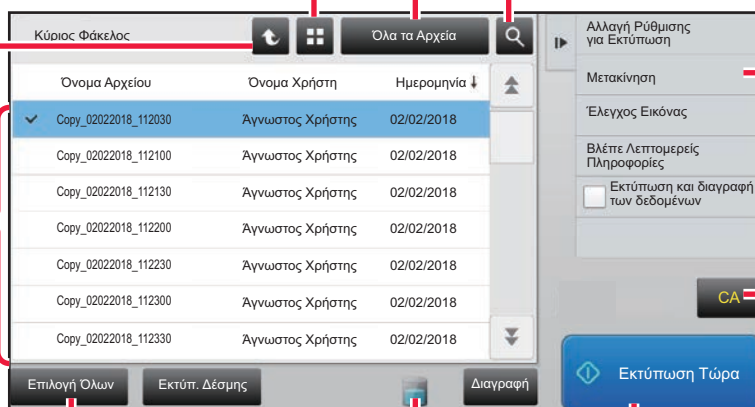 Κύριος Φάκελος
Όλα τα Αρχεία
Όνομα Αρχείου Όνομα Χρήστη Ημερομηνία
Copy_02022018_112030 Άγνωστος Χρήστης 02/02/2018
Copy_02022018_112100 Άγνωστος Χρήστης 02/02/2018
Copy_02022018_112130 Άγνωστος Χρήστης 02/02/2018
Copy_02022018_112200 Άγνωστος Χρήστης 02/02/2018
Copy_02022018_112230 Άγνωστος Χρήστης 02/02/2018
Copy_02022018_112300 Άγνωστος Χρήστης 02/02/2018
Copy_02022018_112330 Άγνωστος Χρήστης 02/02/2018
Επιλογή Όλων Εκτύπ. Δέσμης Διαγραφή
Αλλαγή Ρύθμισης
για Εκτύπωση
Μετακίνηση
Έλεγχος Εικόνας
Βλέπε Λεπτομερείς
Πληροφορίες
Εκτύπωση και διαγραφή
των δεδομένων
CA
Εκτύπωση Τώρα